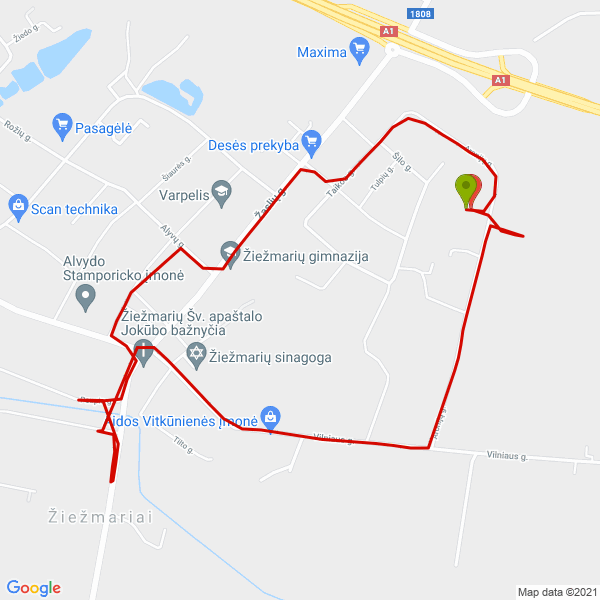 Žiedo g.
1808
A1
Maxima
A1
Rožių g.
Pasagėlė
Desės prekyba
Šiaurės g.
Šilo g.
Tulpių g.
Varpelis
Scan technika
Žaslių g.
Alyvų g.
Žiežmarių gimnazija
Alvydo
Stamporicko įmonė
Žiežmarių Šv. apaštalo
Jokūbo bažnyčia
Žiežmarių sinagoga
Vitkūnienės įmonė
Tilto g.
Vilniaus g.
Vilniaus g.
Žiežmariai
Google
Map data ©2021